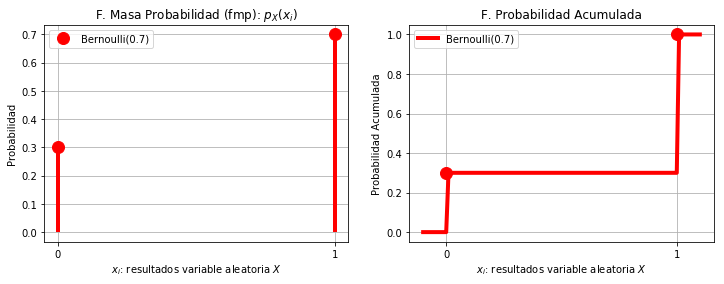 F. Masa Probabilidad (fmp): $p_X(x_i)$
Bernoulli(0.7)
Probabilidad
0.7
0.6
0.5
0.4
0.3
0.2
0.1
0.0
0 1
$x_i$: resultados variable aleatoria $X$
F. Probabilidad Acumulada
Bernoulli(0.7)
Probabilidad Acumulada
1.0
0.8
0.6
0.4
0.2
0.0
0 1
$x_i$: resultados variable aleatoria $X$